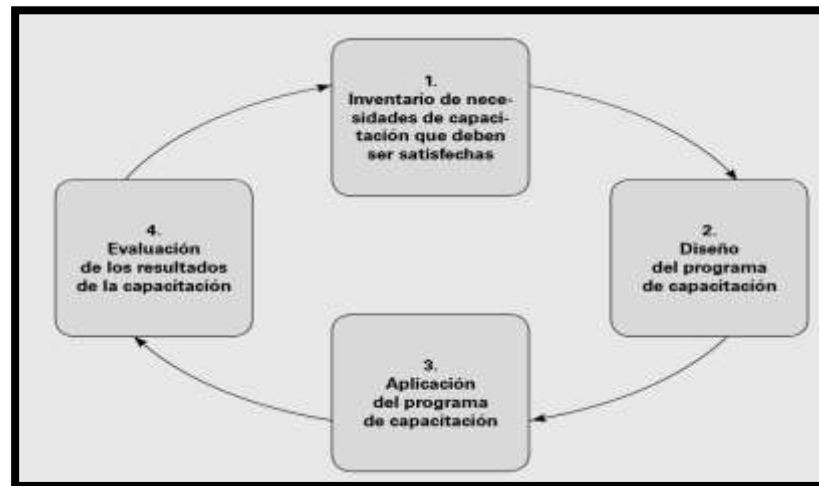 1.
Inventario de nece-
sidades de capaci-
tación que deben
ser satisfechas
2.
Diseño
del programa
de capacitación
3.
Aplicación
del programa
de capacitación
4.
Evaluación
de los resultados
de la capacitación